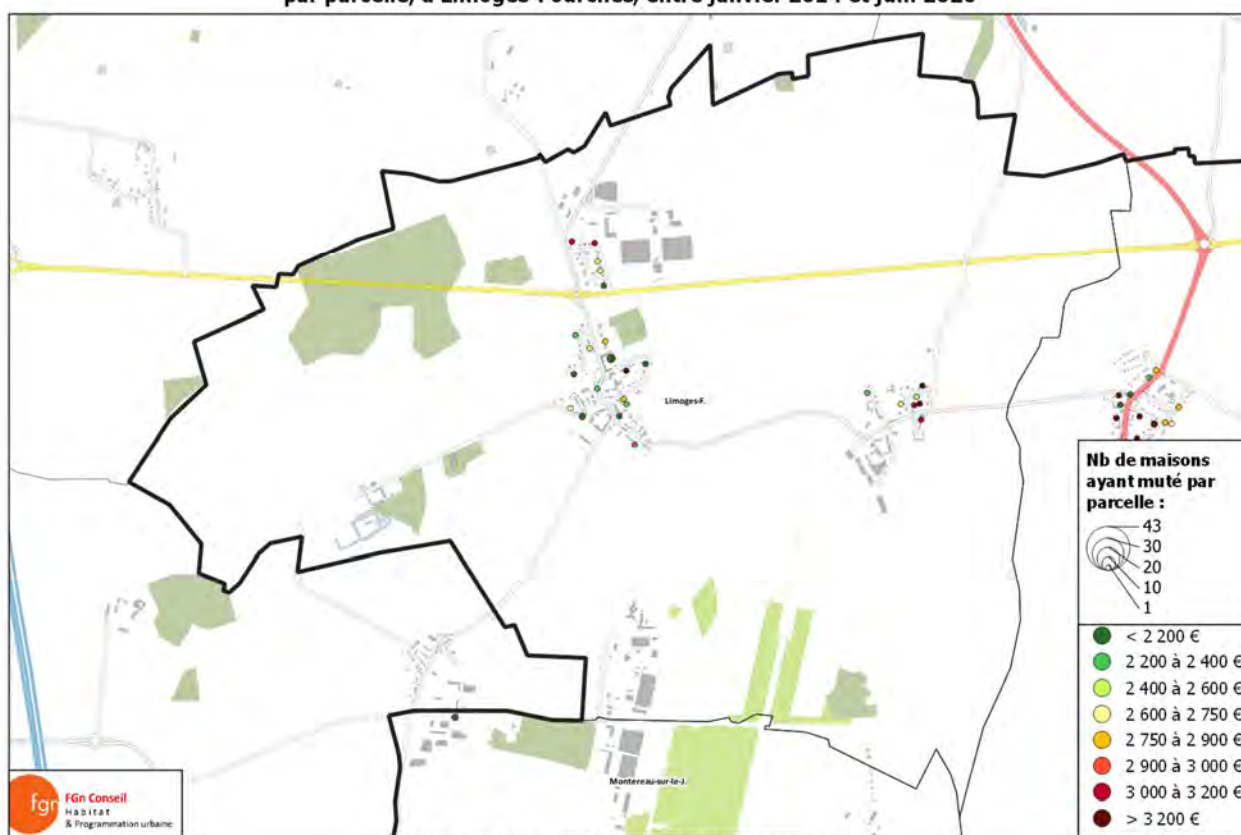 par parcelle, à Limoges-Fourches, entre janvier 2014 et juin 2020
Limoges-F.
Nb de maisons
ayant muté par
parcelle :
43
30
20
10
1
< 2 200 €
2 200 à 2 400 €
2 400 à 2 600 €
2 600 à 2 750 €
2 750 à 2 900 €
2 900 à 3 000 €
3 000 à 3 200 €
> 3 200 €
Montereau-sur-le-J.
fgn
FGn Conseil
Habitat
& Programmation urbaine